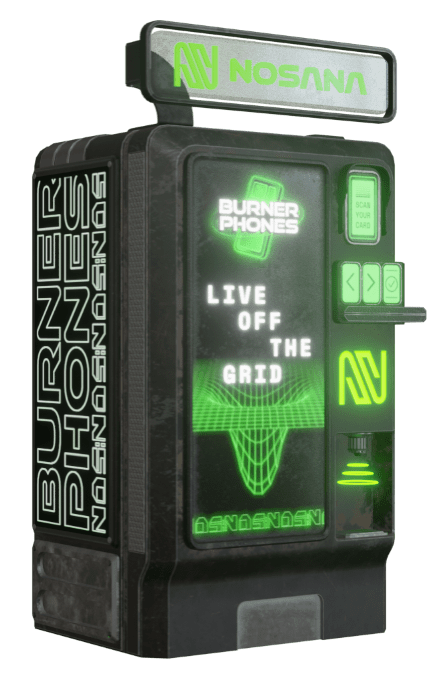 NOSANA
BURNER
PHONES
LIVE
OFF
THE
GRID
SCAN
YOUR
CARD
BURNER
PHONES